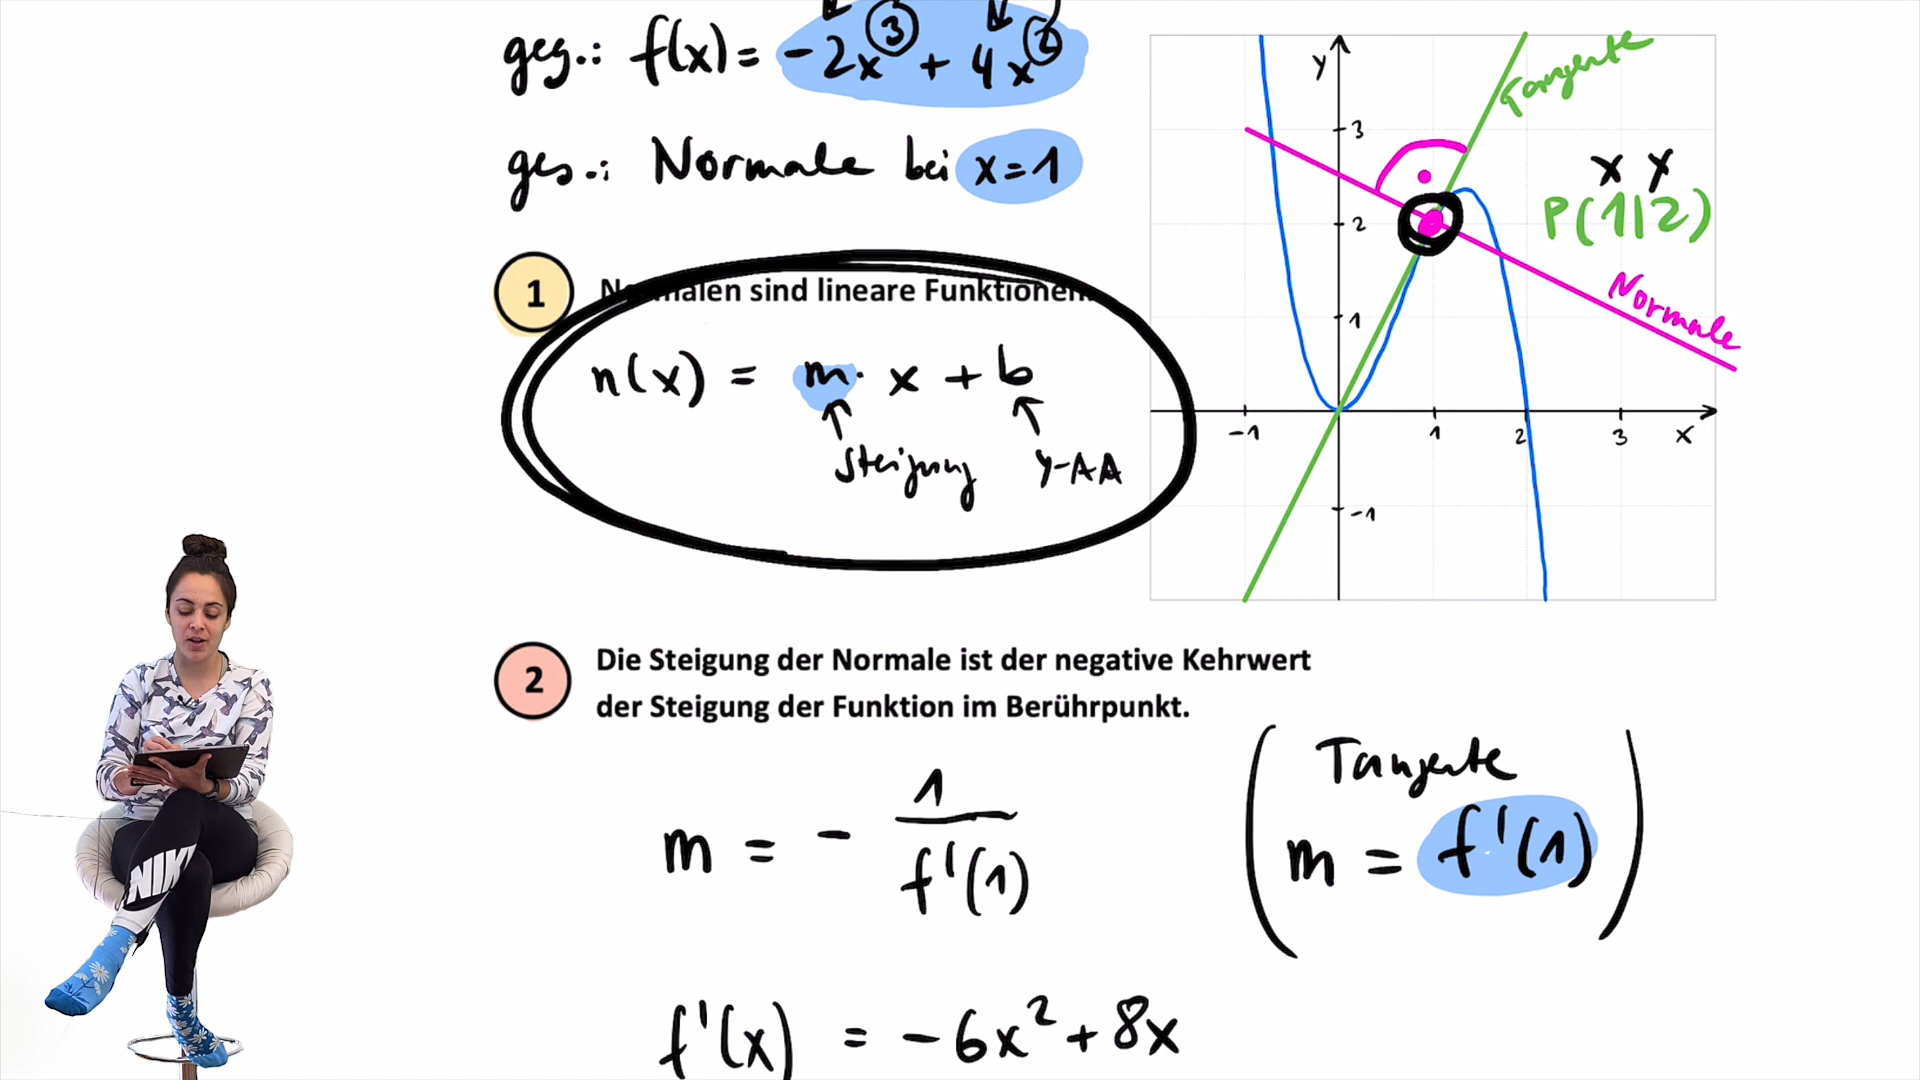 geg.: f(x) = -2x³ + 4x²
ges.: Normale bei x=1
1 Normalen sind lineare Funktionen.
n(x) = m · x + b
Steigung y-AA
y
3
2
1
-1
-1 1 2 3 x
Tangente
x y
P(1|2)
Normale
2 Die Steigung der Normale ist der negative Kehrwert
der Steigung der Funktion im Berührpunkt.
m = - 1/f'(1)
(Tangente
m = f'(1))
f'(x) = -6x² + 8x
NIK